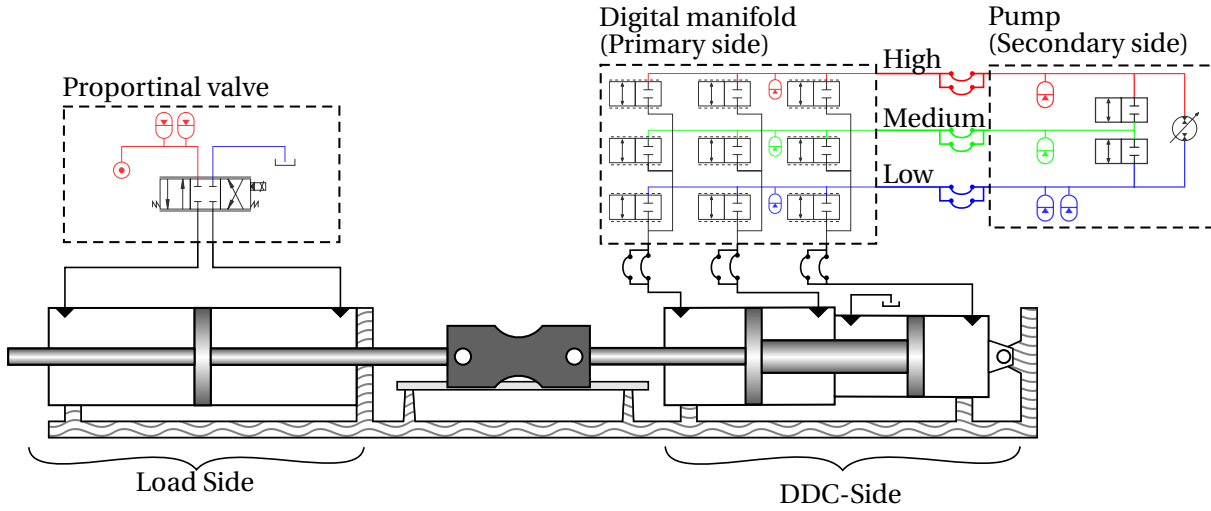 Digital manifold
(Primary side)
Pump
(Secondary side)
High
Proportinal valve
Medium
Low
Load Side
DDC-Side